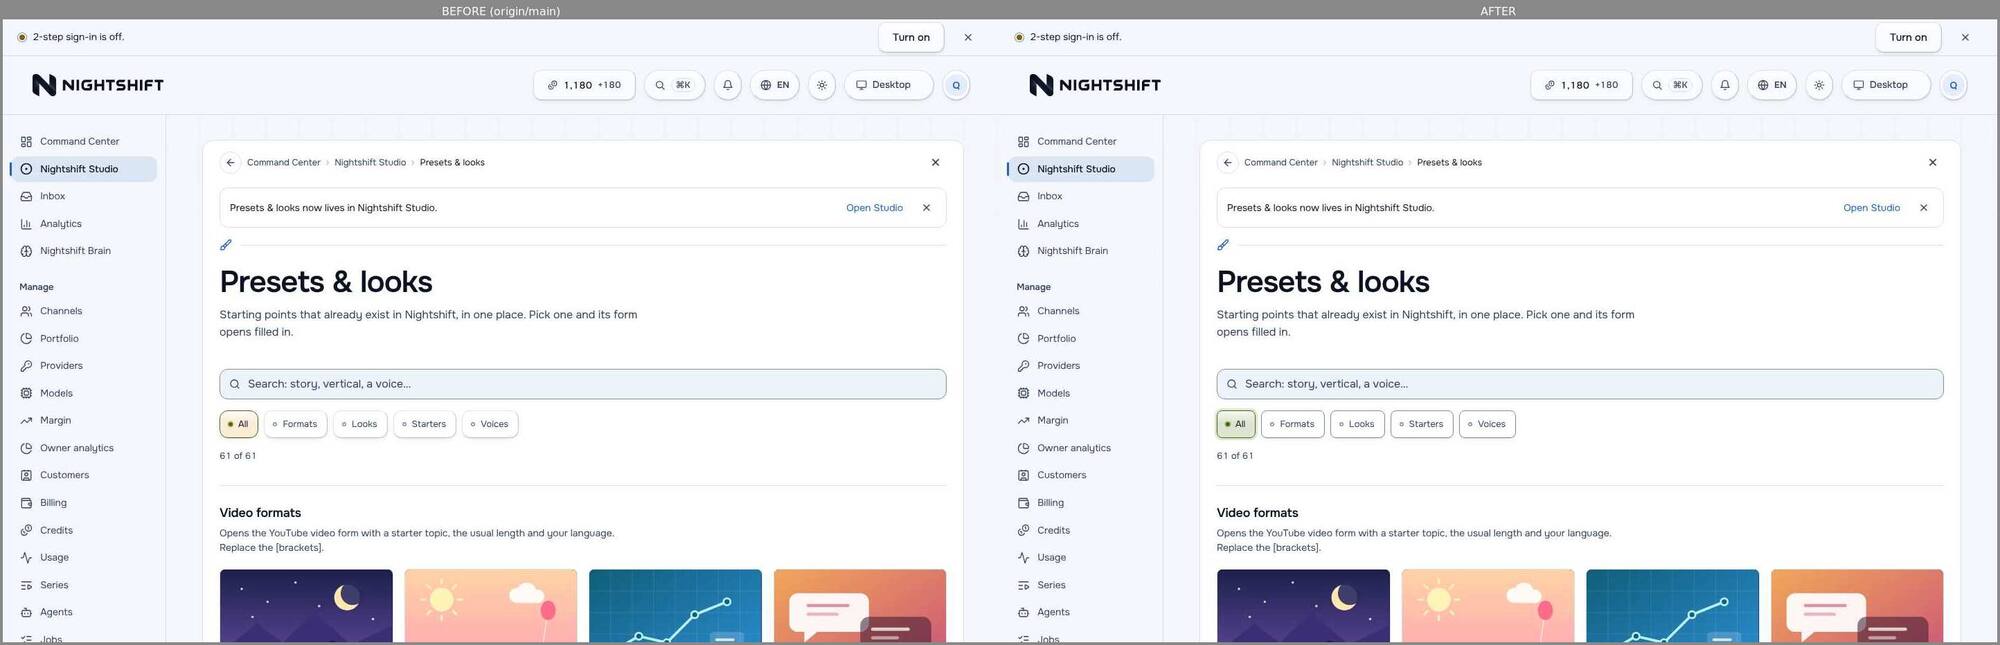 BEFORE (origin/main)
2-step sign-in is off.
Turn on
NIGHTSHIFT
1,180 +180
⌘K
EN
Desktop
Q
Command Center
Nightshift Studio
Inbox
Analytics
Nightshift Brain
Manage
Channels
Portfolio
Providers
Models
Margin
Owner analytics
Customers
Billing
Credits
Usage
Series
Agents
Jobs
Command Center › Nightshift Studio › Presets & looks
Presets & looks now lives in Nightshift Studio.
Open Studio
Presets & looks
Starting points that already exist in Nightshift, in one place. Pick one and its form
opens filled in.
Search: story, vertical, a voice...
All
Formats
Looks
Starters
Voices
61 of 61
Video formats
Opens the YouTube video form with a starter topic, the usual length and your language.
Replace the [brackets].
AFTER
2-step sign-in is off.
Turn on
NIGHTSHIFT
1,180 +180
⌘K
EN
Desktop
Q
Command Center
Nightshift Studio
Inbox
Analytics
Nightshift Brain
Manage
Channels
Portfolio
Providers
Models
Margin
Owner analytics
Customers
Billing
Credits
Usage
Series
Agents
Jobs
Command Center › Nightshift Studio › Presets & looks
Presets & looks now lives in Nightshift Studio.
Open Studio
Presets & looks
Starting points that already exist in Nightshift, in one place. Pick one and its form
opens filled in.
Search: story, vertical, a voice...
All
Formats
Looks
Starters
Voices
61 of 61
Video formats
Opens the YouTube video form with a starter topic, the usual length and your language.
Replace the [brackets].